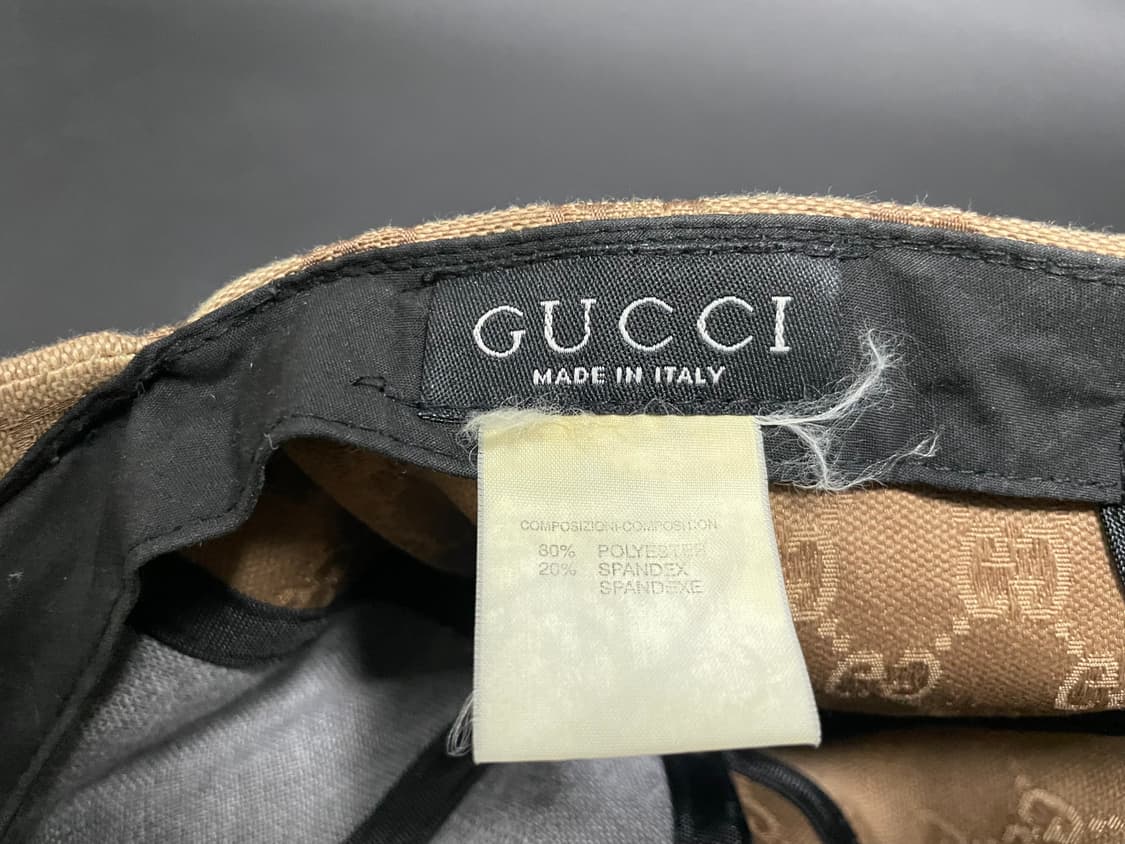 GUCCI
MADE IN ITALY
COMPOSIZIONI-COMPOSITION
80% POLYESTER
20% SPANDEX
SPANDEXE